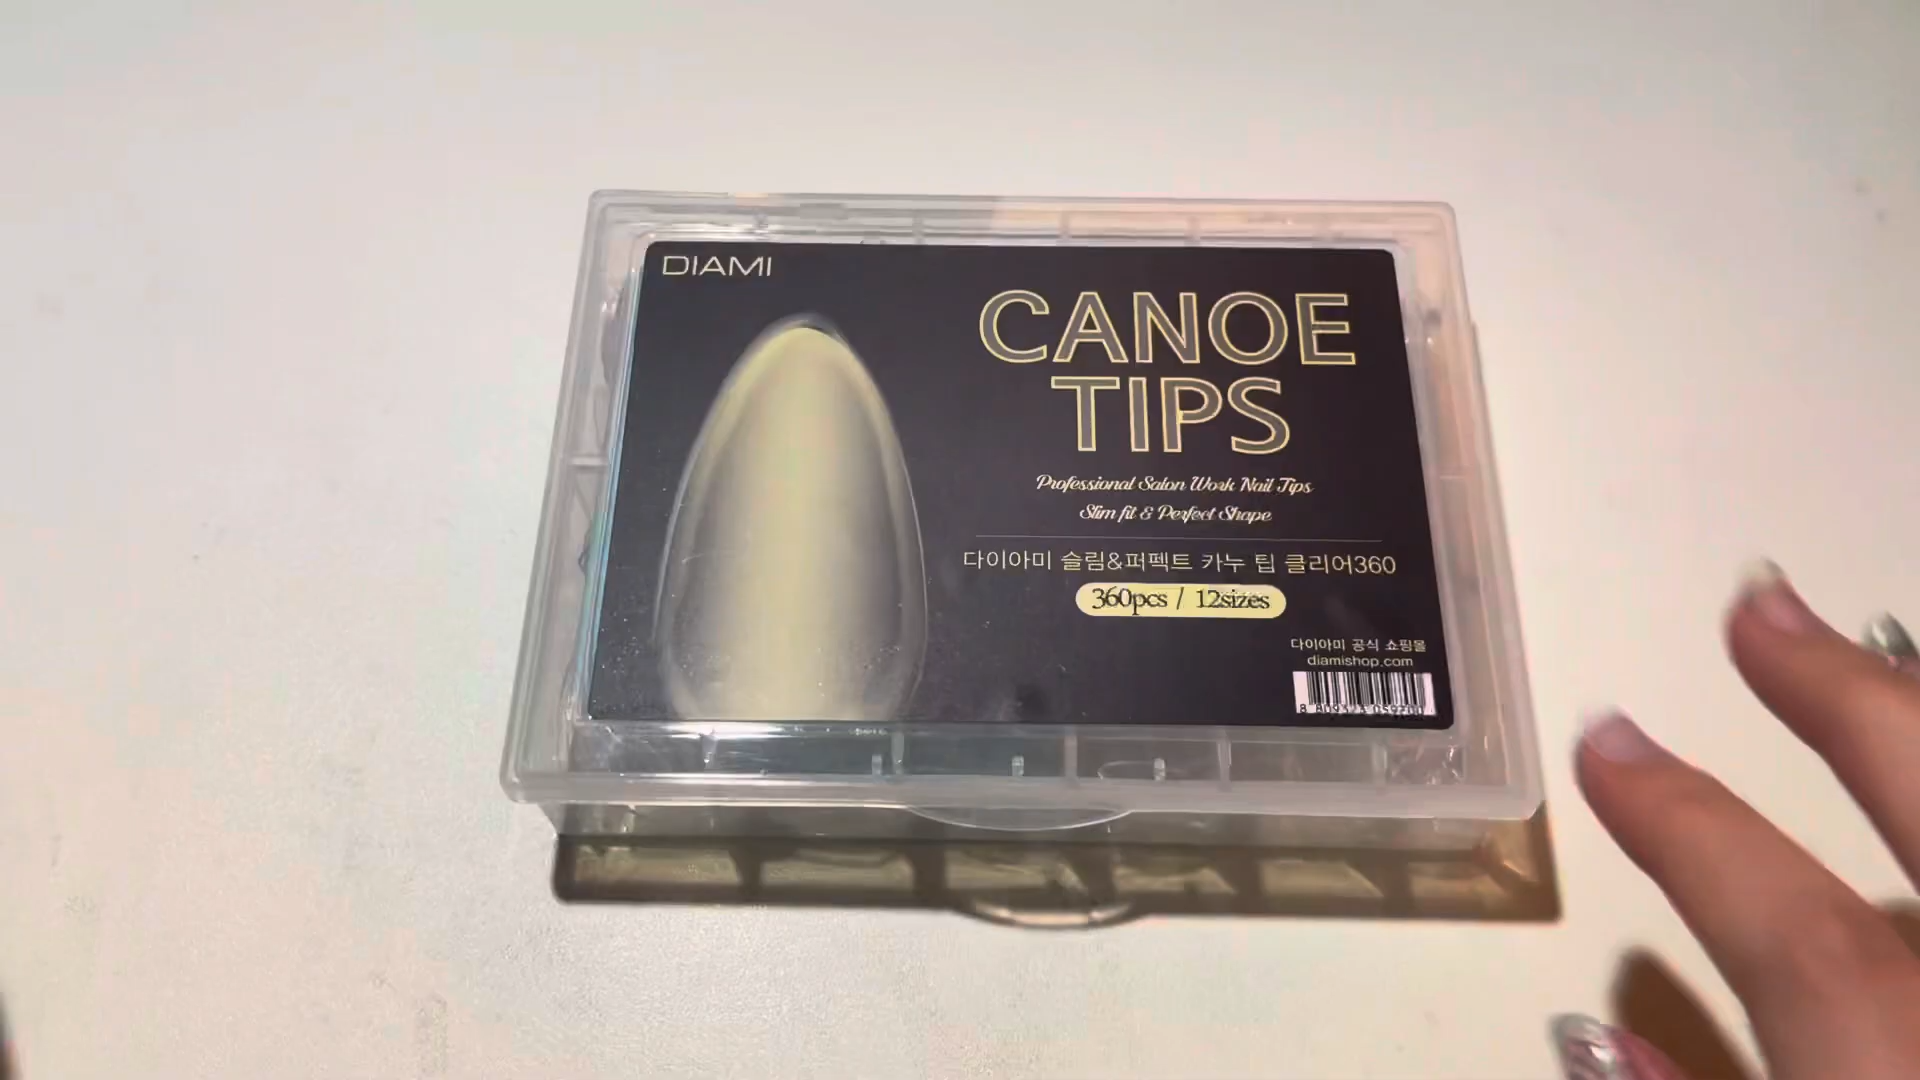 DIAMI
CANOE
TIPS
Professional Salon Work Nail Tips
Slim fit & Perfect Shape
다이아미 슬림&퍼펙트 카누 팁 클리어360
360pcs / 12sizes
다이아미 공식 쇼핑몰
diamishop.com